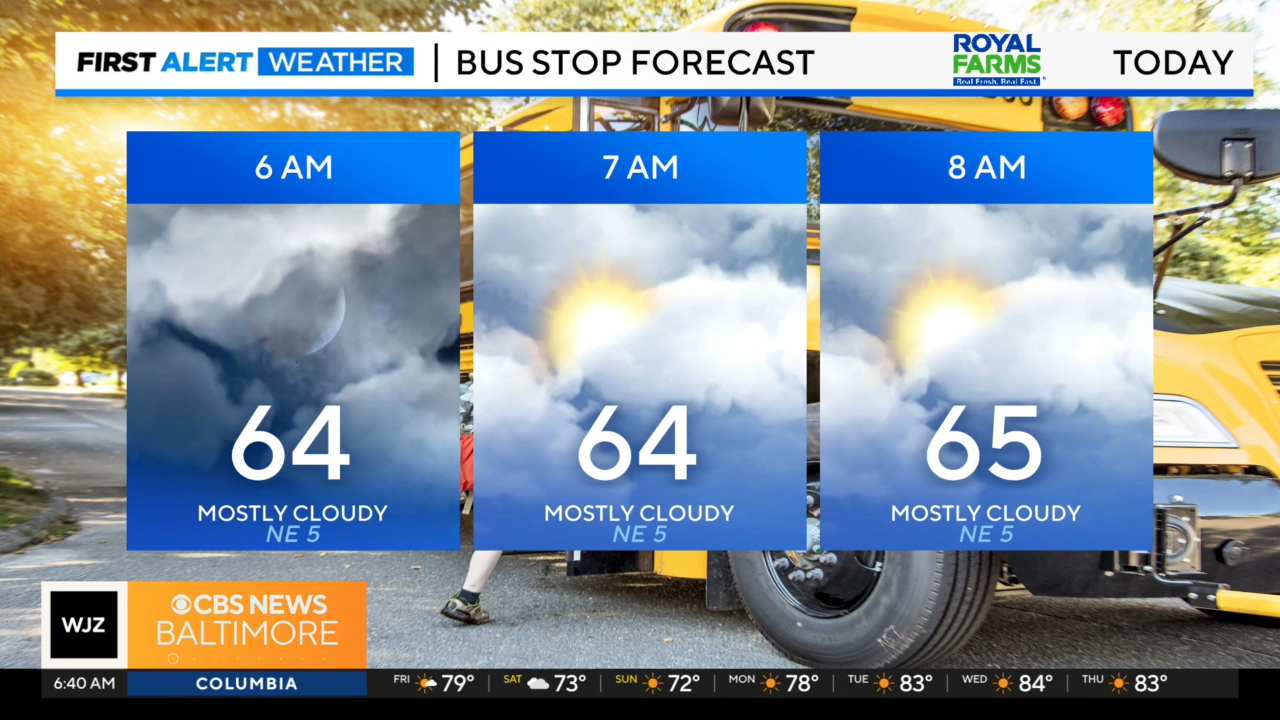 FIRST ALERT WEATHER | BUS STOP FORECAST
ROYAL
FARMS
Real Fresh. Real Fast.
TODAY
6 AM
64
MOSTLY CLOUDY
NE 5
7 AM
64
MOSTLY CLOUDY
NE 5
8 AM
65
MOSTLY CLOUDY
NE 5
WJZ
CBS NEWS
BALTIMORE
6:40 AM
COLUMBIA
FRI 79° | SAT 73° | SUN 72° | MON 78° | TUE 83° | WED 84° | THU 83°